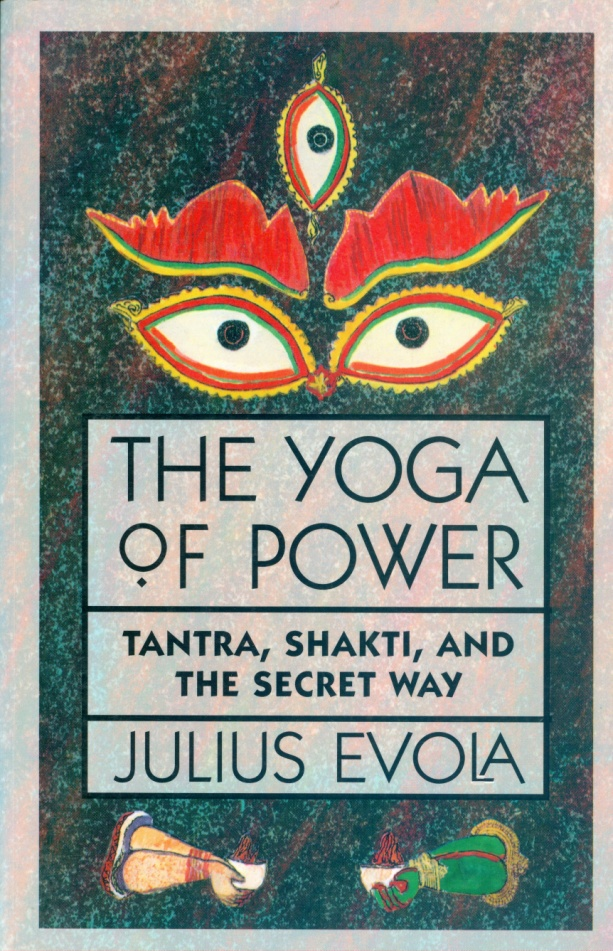 THE YOGA
OF POWER
TANTRA, SHAKTI, AND
THE SECRET WAY
JULIUS EVOLA